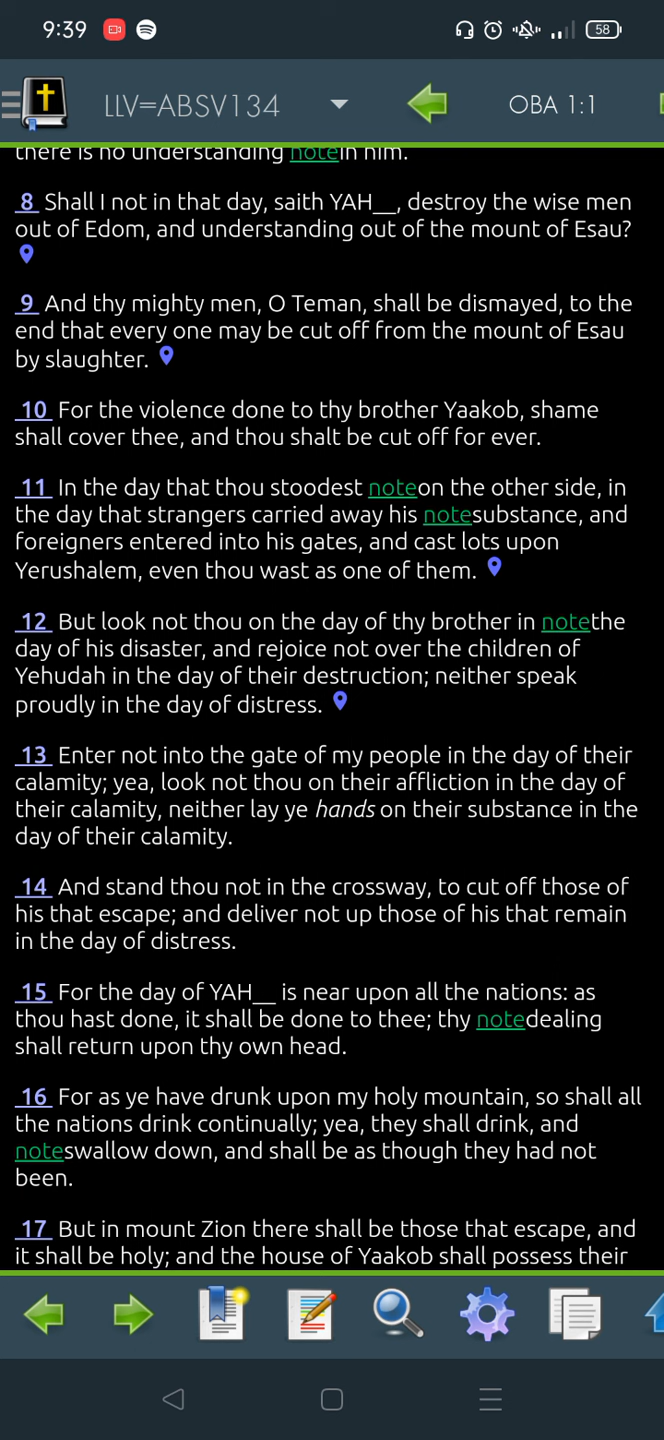 9:39
58
LLV=ABSV134
OBA 1:1
there is no understanding notein him.
8 Shall I not in that day, saith YAH__, destroy the wise men
out of Edom, and understanding out of the mount of Esau?
9 And thy mighty men, O Teman, shall be dismayed, to the
end that every one may be cut off from the mount of Esau
by slaughter.
10 For the violence done to thy brother Yaakob, shame
shall cover thee, and thou shalt be cut off for ever.
11 In the day that thou stoodest noteon the other side, in
the day that strangers carried away his notesubstance, and
foreigners entered into his gates, and cast lots upon
Yerushalem, even thou wast as one of them.
12 But look not thou on the day of thy brother in notethe
day of his disaster, and rejoice not over the children of
Yehudah in the day of their destruction; neither speak
proudly in the day of distress.
13 Enter not into the gate of my people in the day of their
calamity; yea, look not thou on their affliction in the day of
their calamity, neither lay ye hands on their substance in the
day of their calamity.
14 And stand thou not in the crossway, to cut off those of
his that escape; and deliver not up those of his that remain
in the day of distress.
15 For the day of YAH__ is near upon all the nations: as
thou hast done, it shall be done to thee; thy notedealing
shall return upon thy own head.
16 For as ye have drunk upon my holy mountain, so shall all
the nations drink continually; yea, they shall drink, and
noteswallow down, and shall be as though they had not
been.
17 But in mount Zion there shall be those that escape, and
it shall be holy; and the house of Yaakob shall possess their